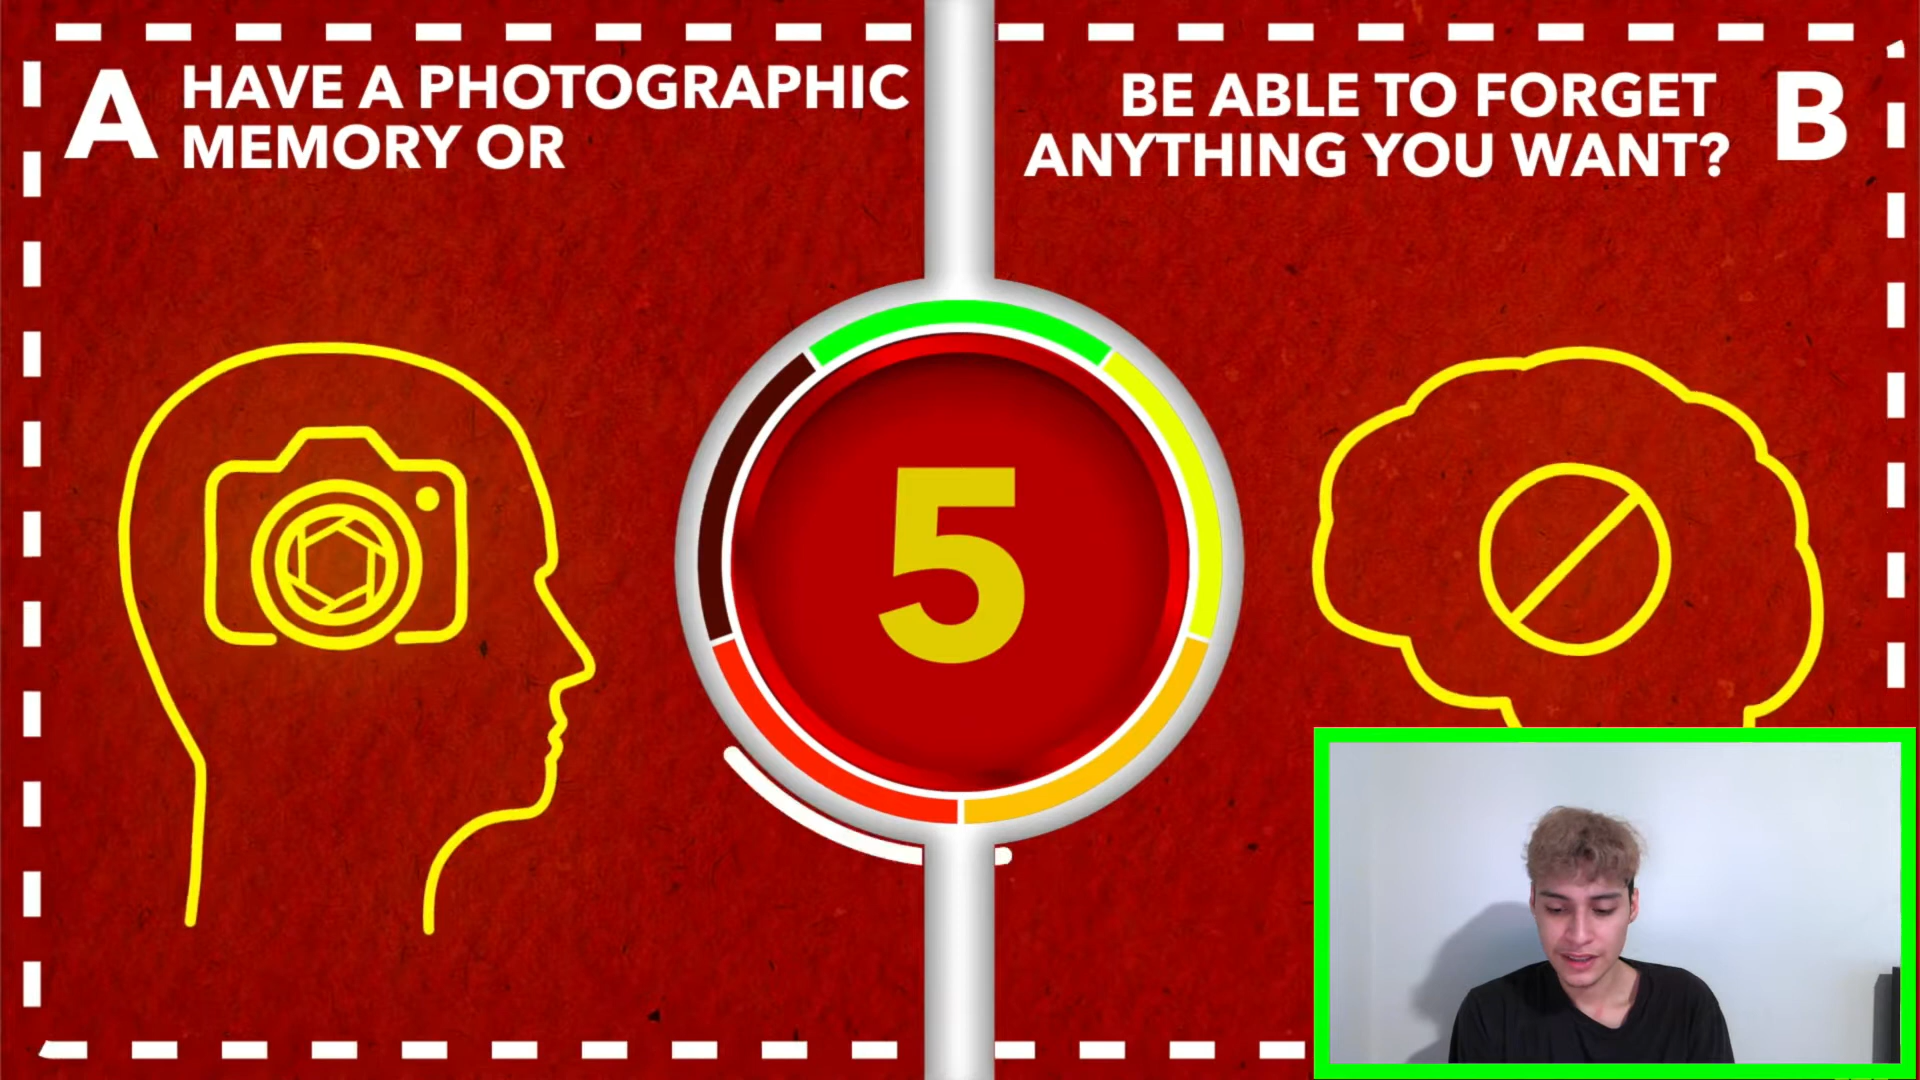 A
HAVE A PHOTOGRAPHIC
MEMORY OR
BE ABLE TO FORGET
ANYTHING YOU WANT?
B
5